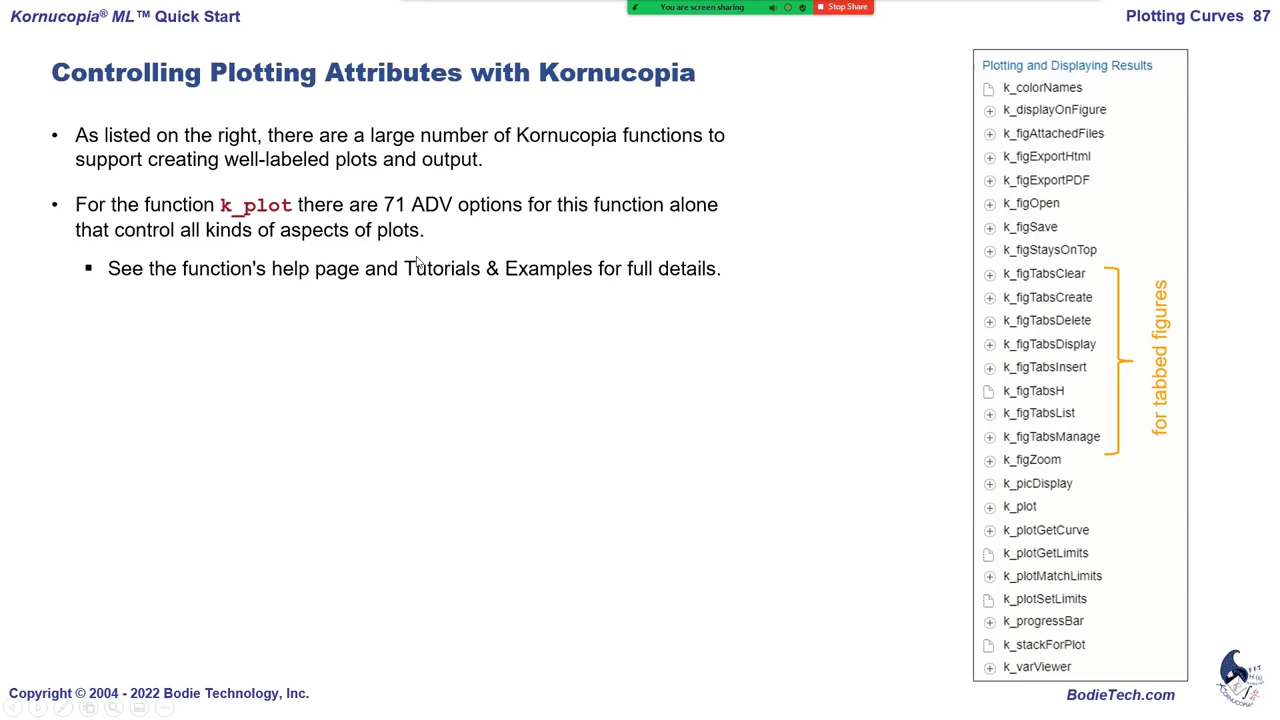 Kornucopia® ML™ Quick Start
You are screen sharing
Stop Share
Plotting Curves 87
Controlling Plotting Attributes with Kornucopia
• As listed on the right, there are a large number of Kornucopia functions to
support creating well-labeled plots and output.
• For the function k_plot there are 71 ADV options for this function alone
that control all kinds of aspects of plots.
▪ See the function's help page and Tutorials & Examples for full details.
Plotting and Displaying Results
k_colorNames
k_displayOnFigure
k_figAttachedFiles
k_figExportHtml
k_figExportPDF
k_figOpen
k_figSave
k_figStaysOnTop
k_figTabsClear
k_figTabsCreate
k_figTabsDelete
k_figTabsDisplay
k_figTabsInsert
k_figTabsH
k_figTabsList
k_figTabsManage
k_figZoom
k_picDisplay
k_plot
k_plotGetCurve
k_plotGetLimits
k_plotMatchLimits
k_plotSetLimits
k_progressBar
k_stackForPlot
k_varViewer
for tabbed figures
Copyright © 2004 - 2022 Bodie Technology, Inc.
BodieTech.com
KORNUCOPIA®